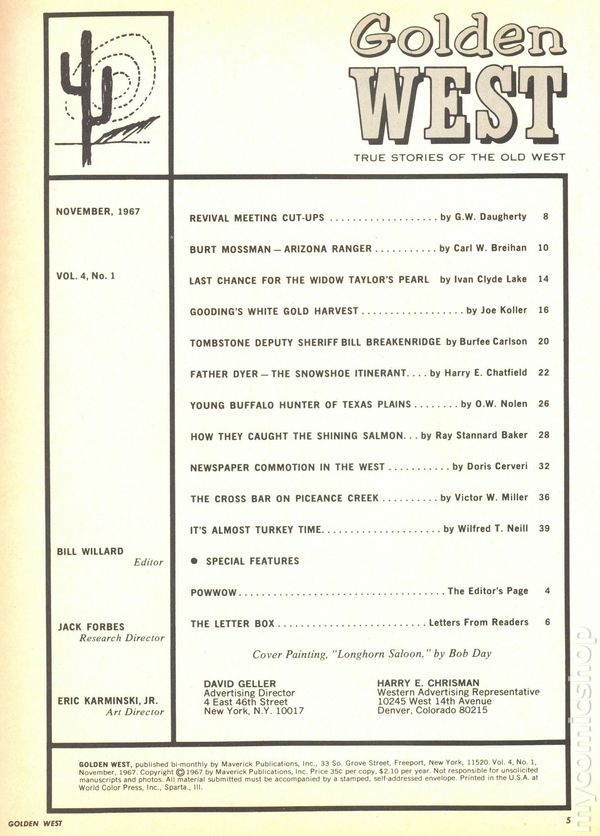 Golden
WEST
TRUE STORIES OF THE OLD WEST
NOVEMBER, 1967
VOL. 4, No. 1
REVIVAL MEETING CUT-UPS ................... by G.W. Daugherty 8
BURT MOSSMAN — ARIZONA RANGER ........... by Carl W. Breihan 10
LAST CHANCE FOR THE WIDOW TAYLOR'S PEARL by Ivan Clyde Lake 14
GOODING'S WHITE GOLD HARVEST .................. by Joe Koller 16
TOMBSTONE DEPUTY SHERIFF BILL BREAKENRIDGE by Burfee Carlson 20
FATHER DYER — THE SNOWSHOE ITINERANT.... by Harry E. Chatfield 22
YOUNG BUFFALO HUNTER OF TEXAS PLAINS ........ by O.W. Nolen 26
HOW THEY CAUGHT THE SHINING SALMON... by Ray Stannard Baker 28
NEWSPAPER COMMOTION IN THE WEST ........... by Doris Cerveri 32
THE CROSS BAR ON PICEANCE CREEK .......... by Victor W. Miller 36
IT'S ALMOST TURKEY TIME..................... by Wilfred T. Neill 39
● SPECIAL FEATURES
POWWOW.................................... The Editor's Page 4
THE LETTER BOX .......................... Letters From Readers 6
Cover Painting, "Longhorn Saloon," by Bob Day
BILL WILLARD
Editor
JACK FORBES
Research Director
ERIC KARMINSKI, JR.
Art Director
DAVID GELLER
Advertising Director
4 East 46th Street
New York, N.Y. 10017
HARRY E. CHRISMAN
Western Advertising Representative
10245 West 14th Avenue
Denver, Colorado 80215
GOLDEN WEST, published bi-monthly by Maverick Publications, Inc., 33 So. Grove Street, Freeport, New York, 11520. Vol. 4, No. 1,
November, 1967. Copyright © 1967 by Maverick Publications, Inc. Price 35c per copy, $2.10 per year. Not responsible for unsolicited
manuscripts and photos. All material submitted must be accompanied by a stamped, self-addressed envelope. Printed in the U.S.A. at
World Color Press, Inc., Sparta., Ill.
GOLDEN WEST
5
mycomicshop